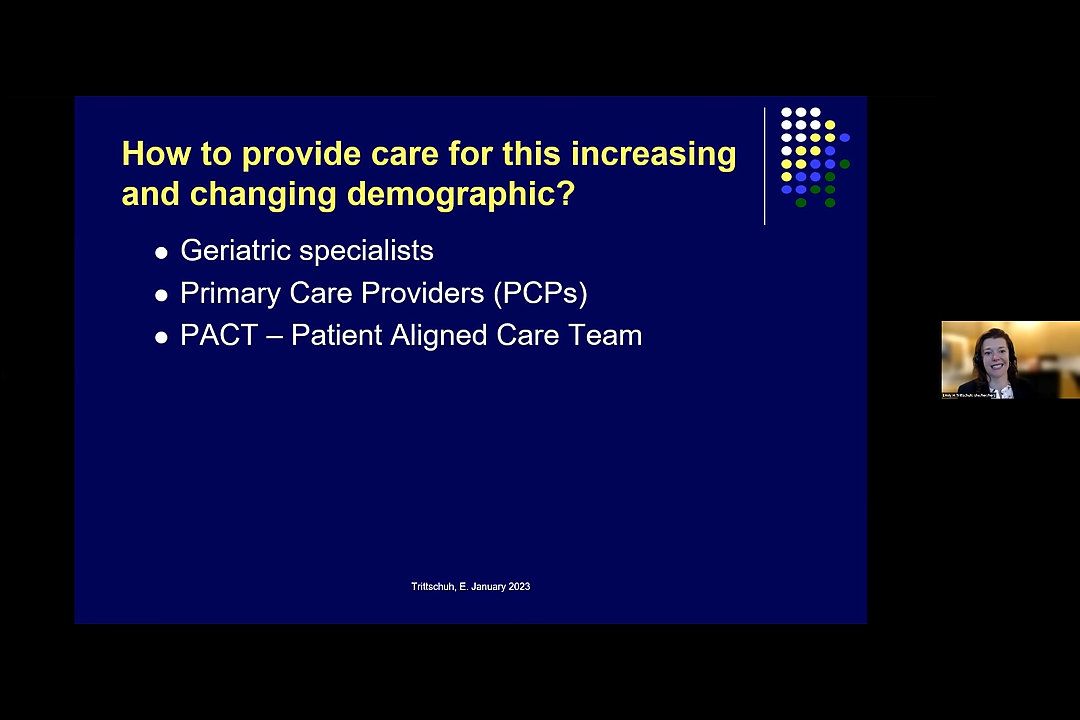 How to provide care for this increasing
and changing demographic?
Geriatric specialists
Primary Care Providers (PCPs)
PACT – Patient Aligned Care Team
Trittschuh, E. January 2023